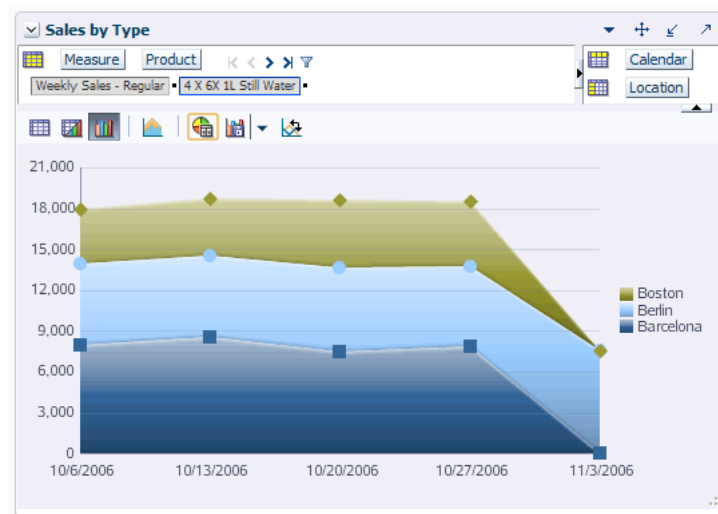 Sales by Type
Measure Product
Weekly Sales - Regular 4 X 6X 1L Still Water
Calendar
Location
21,000
18,000
15,000
12,000
9,000
6,000
3,000
0
10/6/2006 10/13/2006 10/20/2006 10/27/2006 11/3/2006
Boston
Berlin
Barcelona